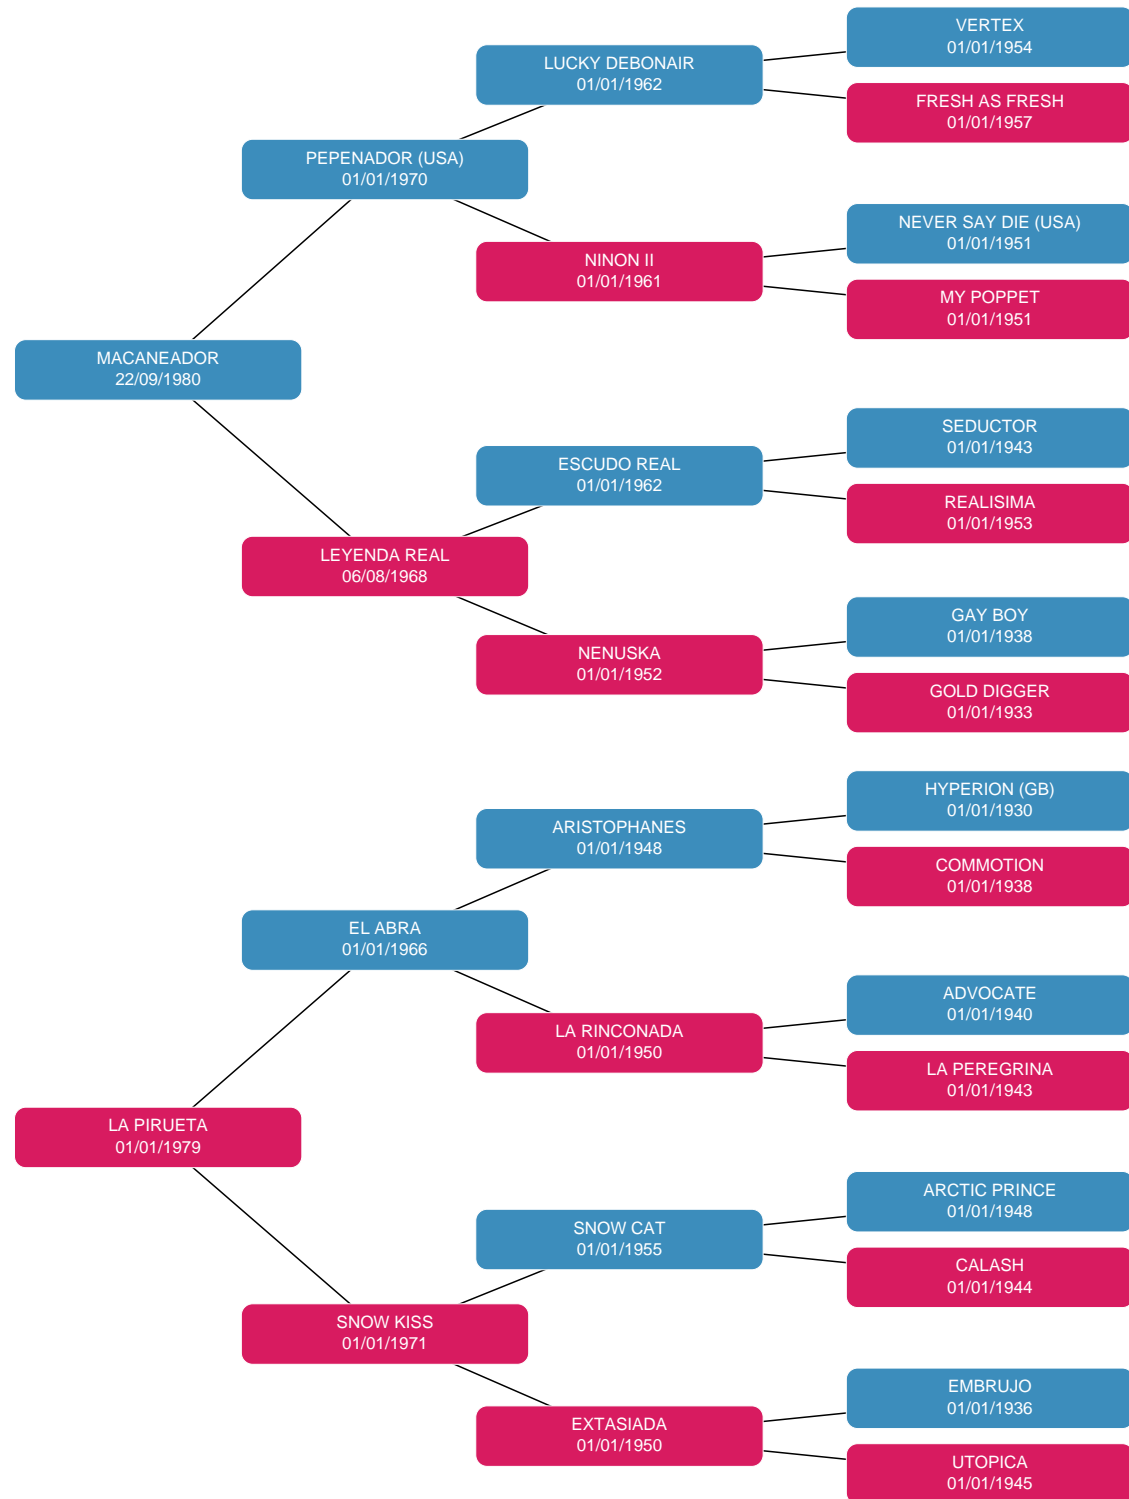 VERTEX
01/01/1954
LUCKY DEBONAIR
01/01/1962
FRESH AS FRESH
01/01/1957
PEPENADOR (USA)
01/01/1970
NEVER SAY DIE (USA)
01/01/1951
NINON II
01/01/1961
MY POPPET
01/01/1951
MACANEADOR
22/09/1980
SEDUCTOR
01/01/1943
ESCUDO REAL
01/01/1962
REALISIMA
01/01/1953
LEYENDA REAL
06/08/1968
GAY BOY
01/01/1938
NENUSKA
01/01/1952
GOLD DIGGER
01/01/1933
HYPERION (GB)
01/01/1930
ARISTOPHANES
01/01/1948
COMMOTION
01/01/1938
EL ABRA
01/01/1966
ADVOCATE
01/01/1940
LA RINCONADA
01/01/1950
LA PEREGRINA
01/01/1943
LA PIRUETA
01/01/1979
ARCTIC PRINCE
01/01/1948
SNOW CAT
01/01/1955
CALASH
01/01/1944
SNOW KISS
01/01/1971
EMBRUJO
01/01/1936
EXTASIADA
01/01/1950
UTOPICA
01/01/1945